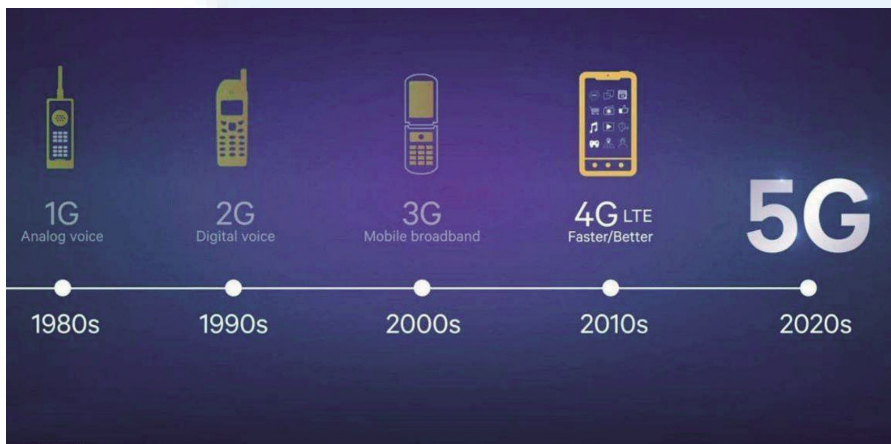 1G
Analog voice
2G
Digital voice
3G
Mobile broadband
4G LTE
Faster/Better
5G
1980s
1990s
2000s
2010s
2020s